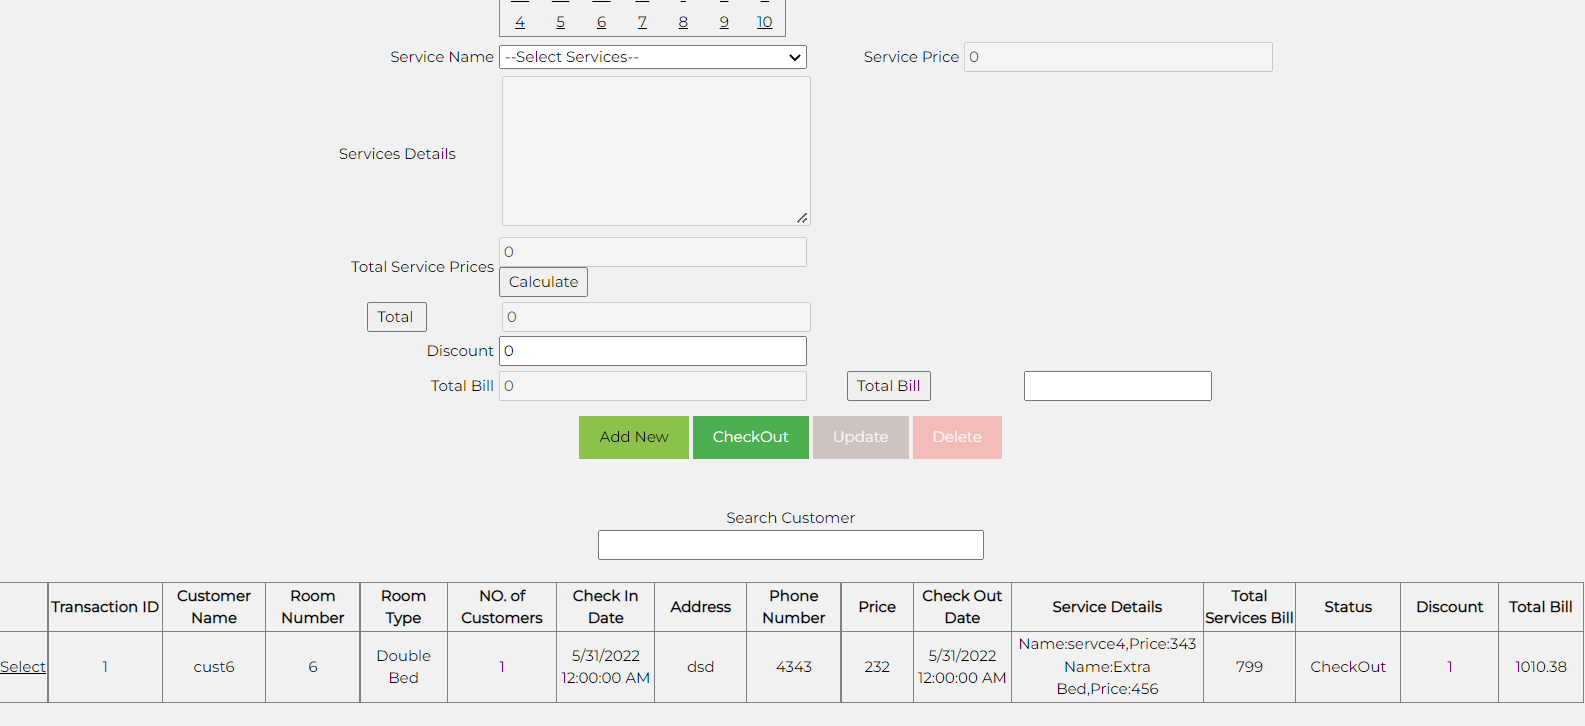 4 5 6 7 8 9 10
Service Name --Select Services-- Service Price 0
Services Details
0
Total Service Prices
Calculate
Total 0
Discount 0
Total Bill 0 Total Bill
Add New CheckOut Update Delete
Search Customer
Transaction ID Customer Name Room Number Room Type NO. of Customers Check In Date Address Phone Number Price Check Out Date Service Details Total Services Bill Status Discount Total Bill
Select 1 cust6 6 Double Bed 1 5/31/2022 12:00:00 AM dsd 4343 232 5/31/2022 12:00:00 AM Name:servce4,Price:343 Name:Extra Bed,Price:456 799 CheckOut 1 1010.38